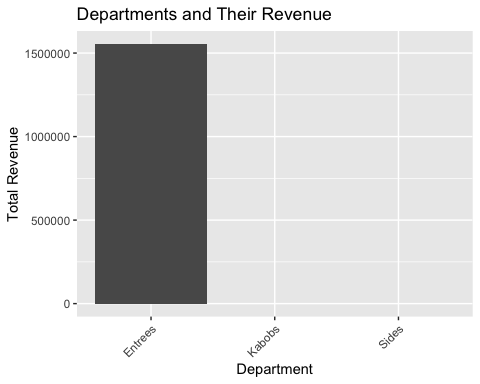 Departments and Their Revenue
Total Revenue
1500000
1000000
500000
0
Entrees
Kabobs
Sides
Department